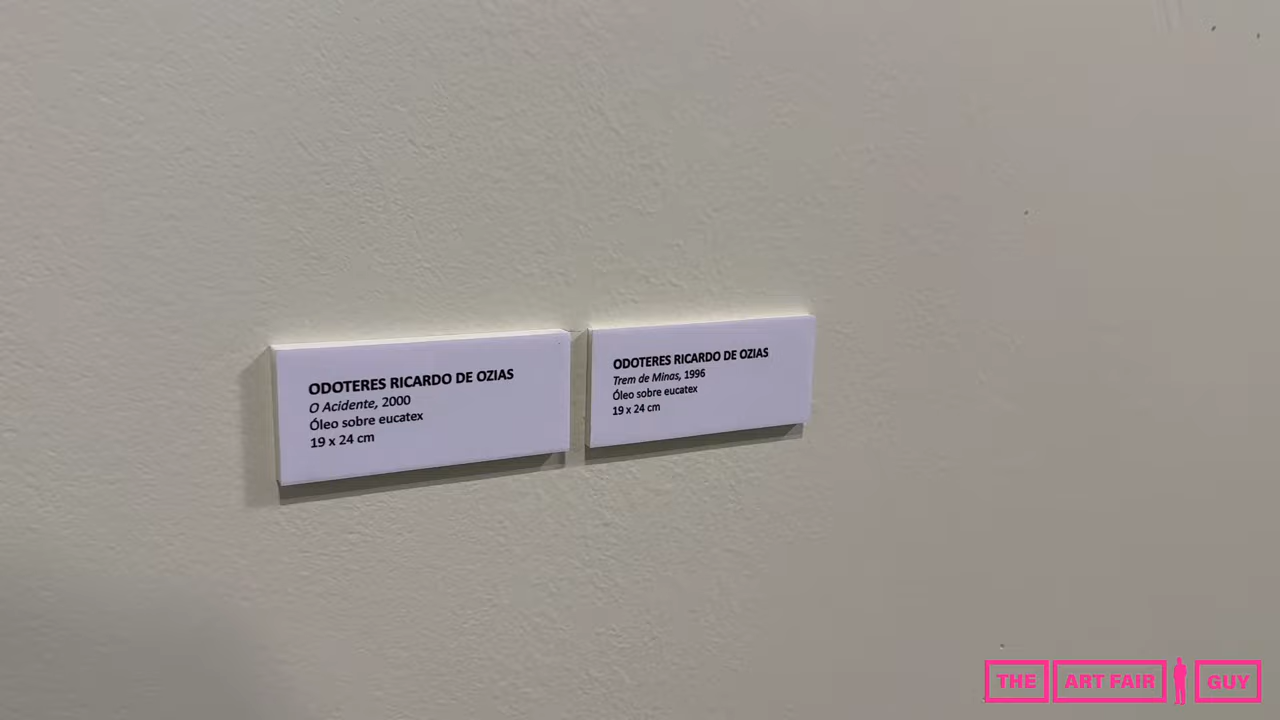 ODOTERES RICARDO DE OZIAS
O Acidente, 2000
Óleo sobre eucatex
19 x 24 cm
ODOTERES RICARDO DE OZIAS
Trem de Minas, 1996
Óleo sobre eucatex
19 x 24 cm
THE ART FAIR GUY